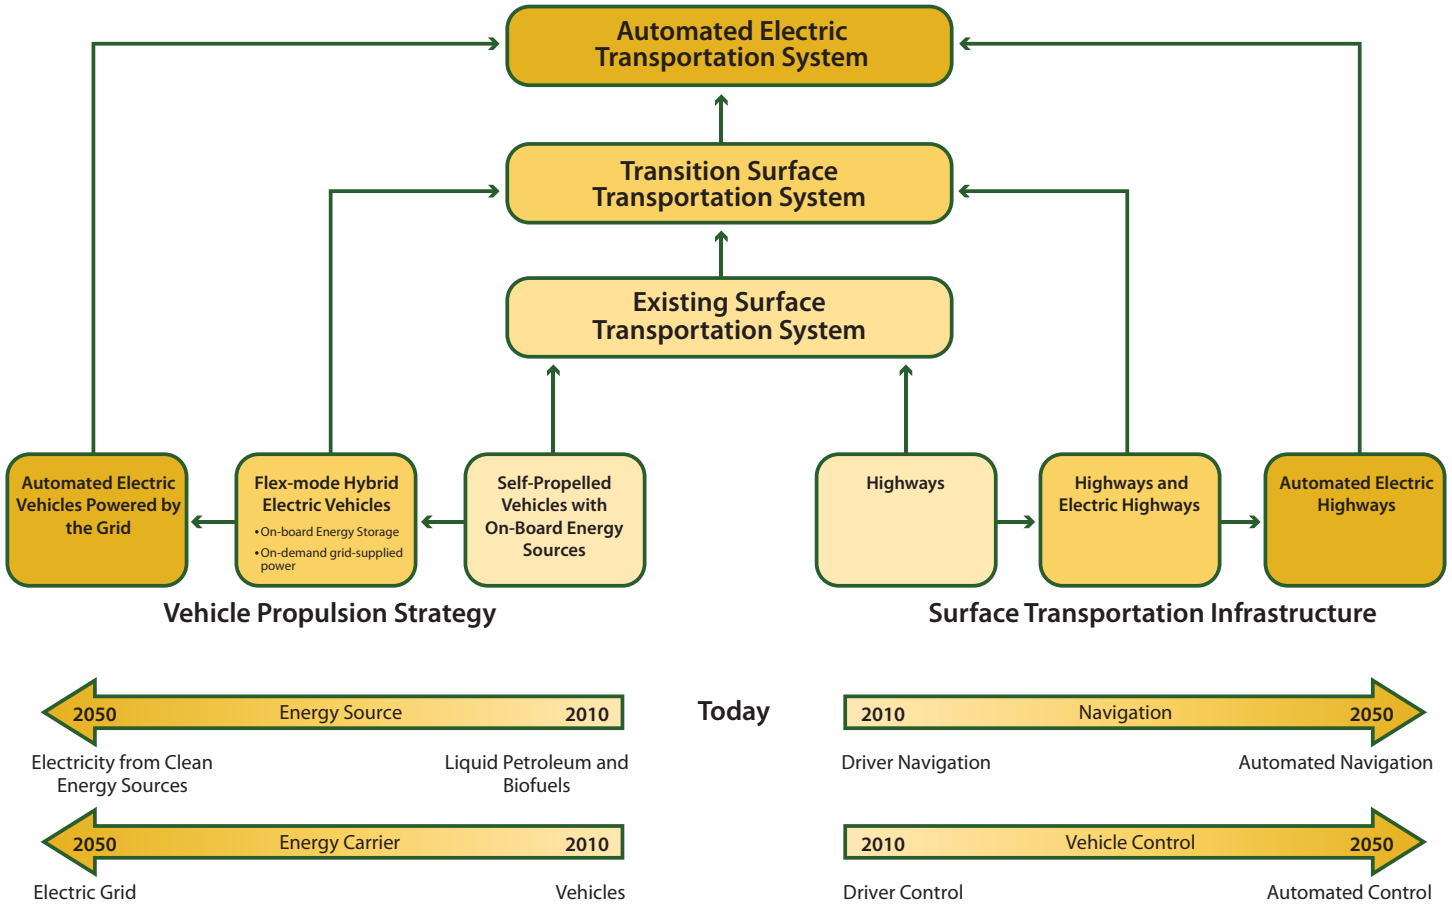 Automated Electric
Transportation System
Transition Surface
Transportation System
Existing Surface
Transportation System
Automated Electric
Vehicles Powered by
the Grid
Flex-mode Hybrid
Electric Vehicles
•On-board Energy Storage
•On-demand grid-supplied
power
Self-Propelled
Vehicles with
On-Board Energy
Sources
Highways
Highways and
Electric Highways
Automated Electric
Highways
Vehicle Propulsion Strategy
Surface Transportation Infrastructure
2050 Energy Source 2010
Today
2010 Navigation 2050
Electricity from Clean
Energy Sources
Liquid Petroleum and
Biofuels
Driver Navigation
Automated Navigation
2050 Energy Carrier 2010
2010 Vehicle Control 2050
Electric Grid
Vehicles
Driver Control
Automated Control